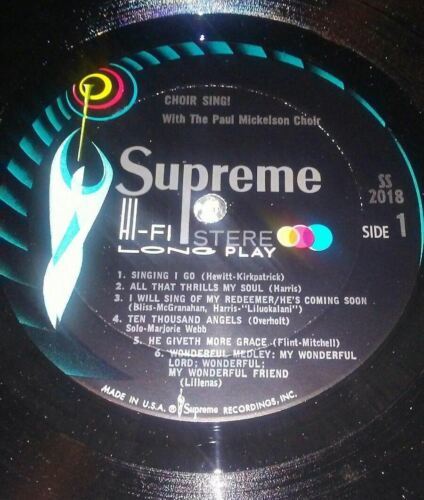 CHOIR SING!
With The Paul Mickelson Choir
Supreme
HI-FI STEREO
LONG PLAY
SS
2018
SIDE 1
1. SINGING I GO (Hewitt-Kirkpatrick)
2. ALL THAT THRILLS MY SOUL (Harris)
3. I WILL SING OF MY REDEEMER/HE'S COMING SOON
(Bliss-McGranahan, Harris-"Liluokalani")
4. TEN THOUSAND ANGELS (Overholt)
Solo-Marjorie Webb
5. HE GIVETH MORE GRACE (Flint-Mitchell)
6. WONDERFUL MEDLEY: MY WONDERFUL
LORD; WONDERFUL;
MY WONDERFUL FRIEND
(Lillenas)
MADE IN U.S.A. ® Supreme RECORDINGS, INC.